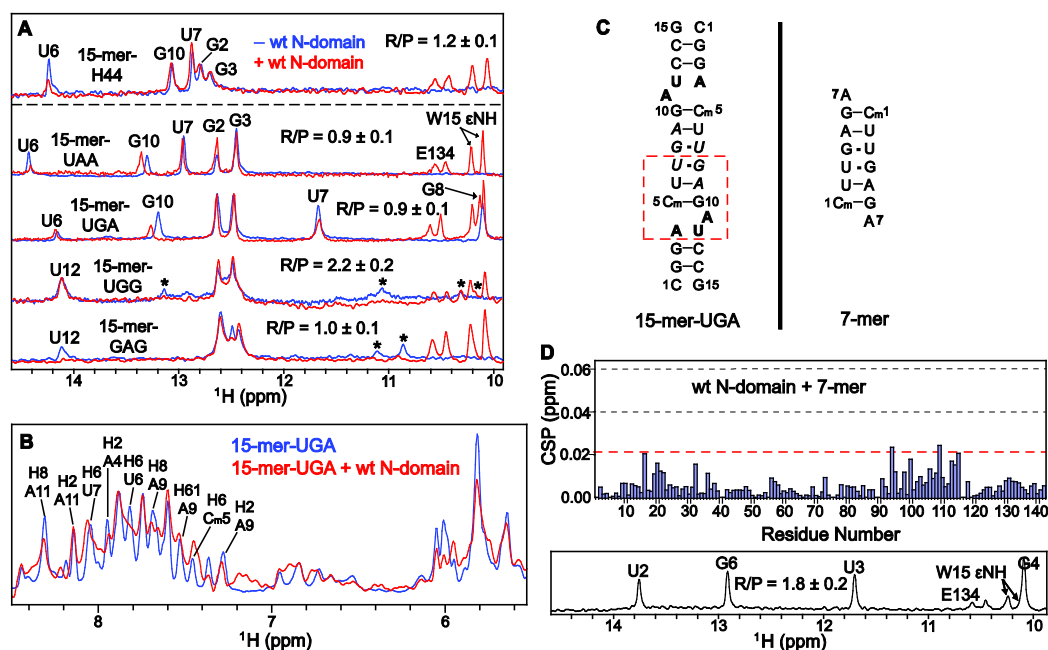 A
U6
15-mer-
H44
G10
U7
G2
G3
– wt N-domain
+ wt N-domain
R/P = 1.2 ± 0.1
U6
15-mer-
UAA
G10
U7
G2
G3
R/P = 0.9 ± 0.1
W15 εNH
E134
U6
15-mer-
UGA
G10
U7
R/P = 0.9 ± 0.1
G8
U12
15-mer-
UGG
*
R/P = 2.2 ± 0.2
*
*
*
U12
15-mer-
GAG
R/P = 1.0 ± 0.1
*
*
14
13
12
11
10
¹H (ppm)
B
15-mer-UGA
15-mer-UGA + wt N-domain
H8
A11
H2
A11
H6
U7
H2
A4
H6
U6
H8
A9
H61
A9
H6
Cm5
H2
A9
8
7
6
¹H (ppm)
C
15G C1
C G
C G
U A
A
10G Cm5
A U
G U
U G
U A
5Cm G10
A
A U
G C
G C
1C G15
15-mer-UGA
7A
G Cm1
A U
G U
U G
U A
1Cm G
A7
7-mer
D
CSP (ppm)
0.06
0.04
0.02
0.00
wt N-domain + 7-mer
10 20 30 40 50 60 70 80 90 100 110 120 130 140
Residue Number
U2
G6
R/P = 1.8 ± 0.2
U3
W15 εNH
E134
G4
14
13
12
11
10
¹H (ppm)